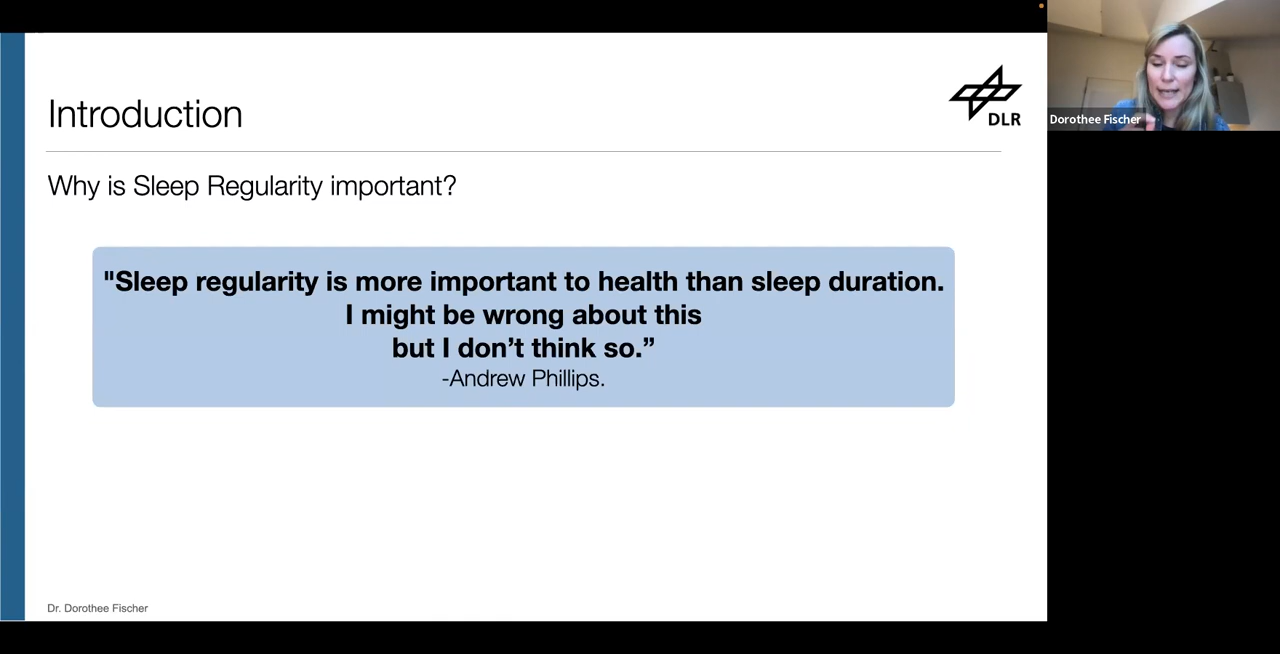 Introduction
DLR
Why is Sleep Regularity important?
"Sleep regularity is more important to health than sleep duration.
I might be wrong about this
but I don’t think so.”
-Andrew Phillips.
Dr. Dorothee Fischer
Dorothee Fischer